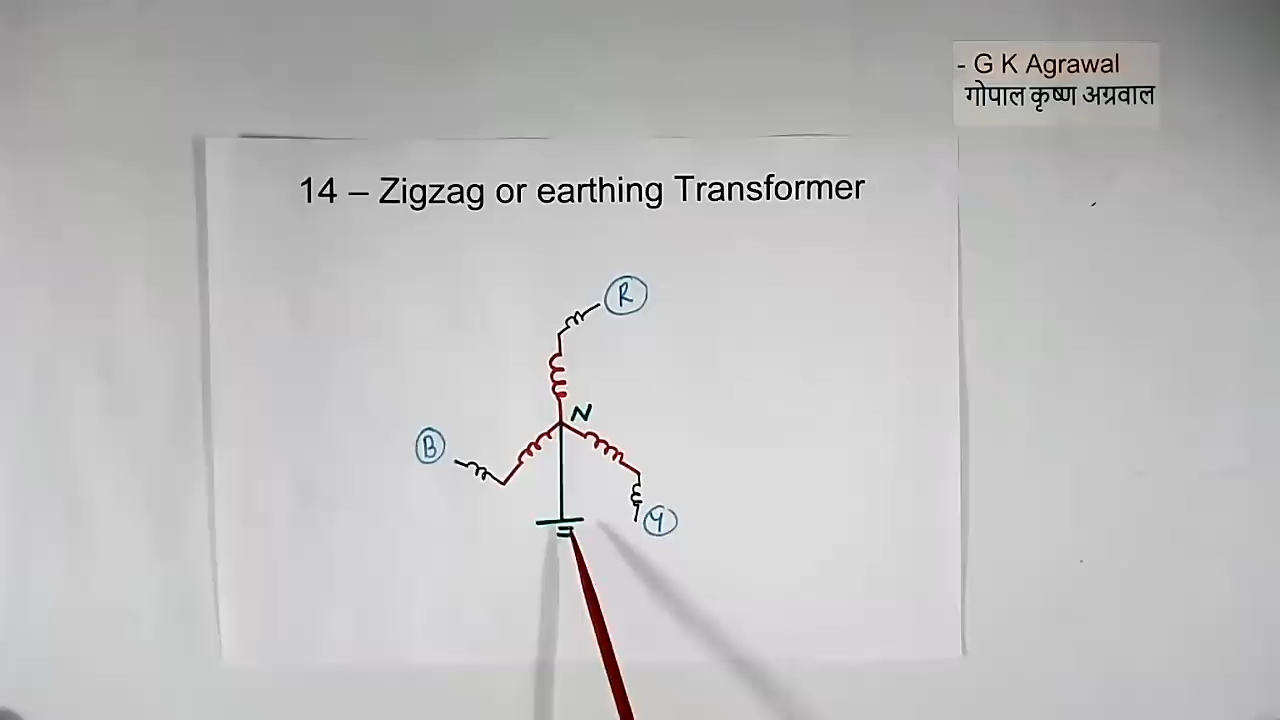 - G K Agrawal
गोपाल कृष्ण अग्रवाल
14 – Zigzag or earthing Transformer
R
N
B
Y